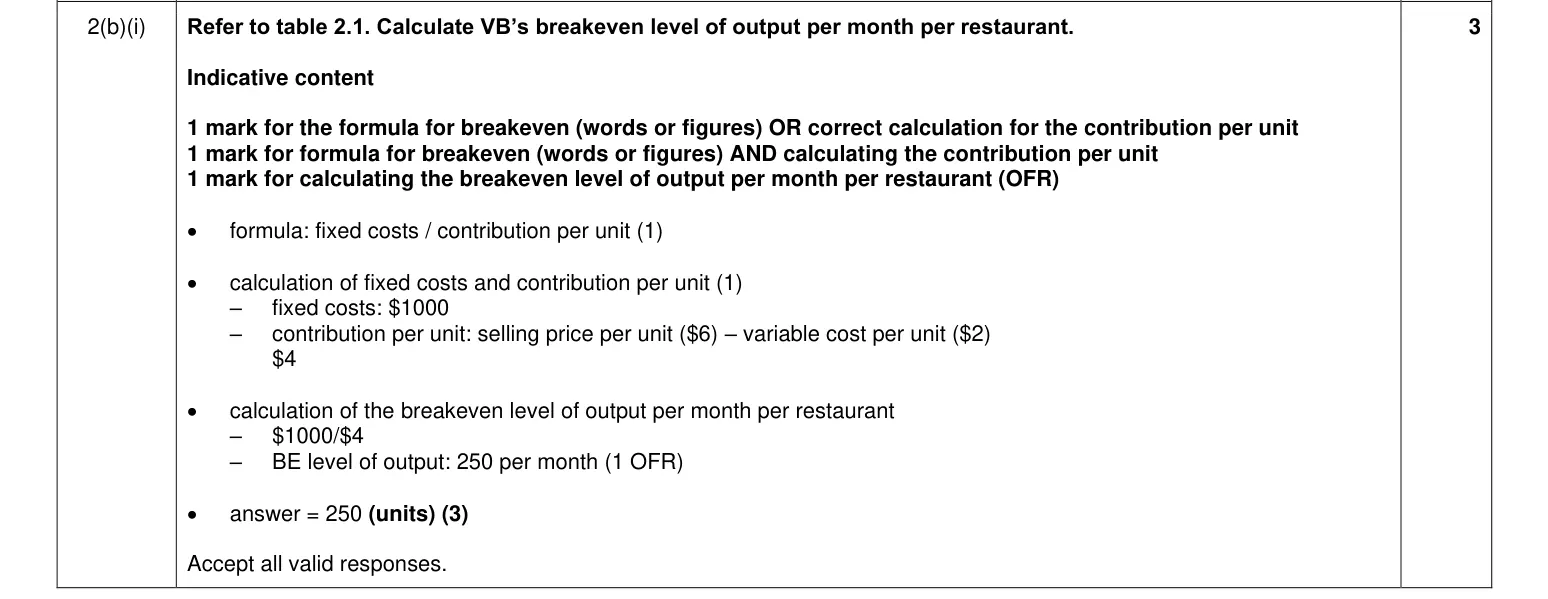 2(b)(i) Refer to table 2.1. Calculate VB's breakeven level of output per month per restaurant. 3
Indicative content
1 mark for the formula for breakeven (words or figures) OR correct calculation for the contribution per unit
1 mark for formula for breakeven (words or figures) AND calculating the contribution per unit
1 mark for calculating the breakeven level of output per month per restaurant (OFR)
• formula: fixed costs / contribution per unit (1)
• calculation of fixed costs and contribution per unit (1)
– fixed costs: $1000
– contribution per unit: selling price per unit ($6) – variable cost per unit ($2)
$4
• calculation of the breakeven level of output per month per restaurant
– $1000/$4
– BE level of output: 250 per month (1 OFR)
• answer = 250 (units) (3)
Accept all valid responses.